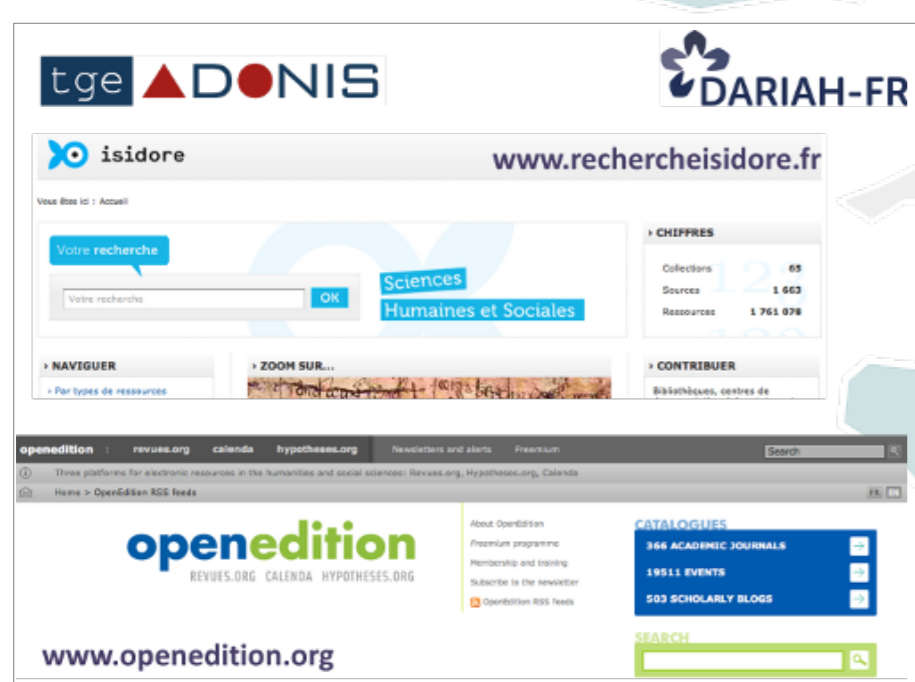 tge ADONIS
DARIAH-FR
isidore
www.rechercheisidore.fr
Vous êtes ici : Accueil
Votre recherche
Votre recherche
OK
Sciences
Humaines et Sociales
› CHIFFRES
Collections 65
Sources 1 663
Ressources 1 761 078
› NAVIGUER
› Par types de ressources
› ZOOM SUR...
› CONTRIBUER
Bibliothèques, centres de
openedition : revues.org calenda hypotheses.org Newsletters and alerts Freemium Search
Three platforms for electronic resources in the humanities and social sciences: Revues.org, Hypotheses.org, Calenda
Home > OpenEdition RSS feeds FR EN
openedition
REVUES.ORG CALENDA HYPOTHESES.ORG
About OpenEdition
Freemium programme
Membership and training
Subscribe to the newsletter
OpenEdition RSS feeds
CATALOGUES
366 ACADEMIC JOURNALS
19511 EVENTS
503 SCHOLARLY BLOGS
SEARCH
www.openedition.org